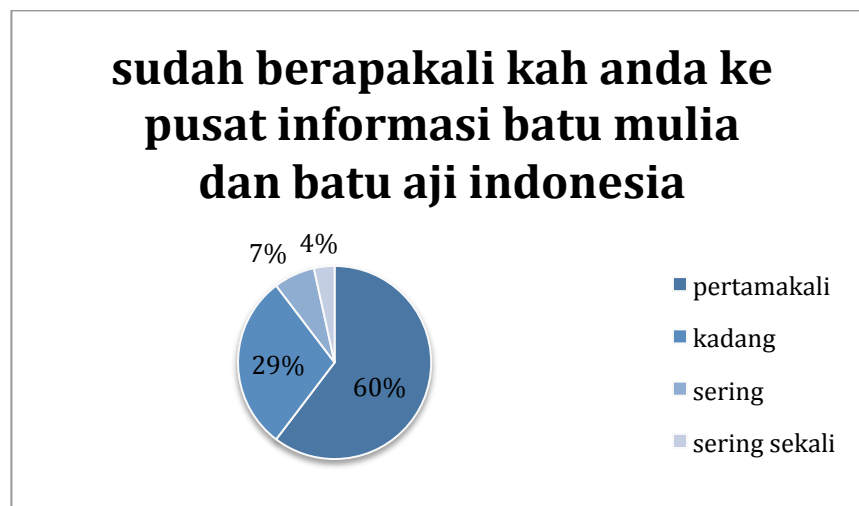 sudah berapakali kah anda ke
pusat informasi batu mulia
dan batu aji indonesia
7%
4%
29%
60%
pertamakali
kadang
sering
sering sekali